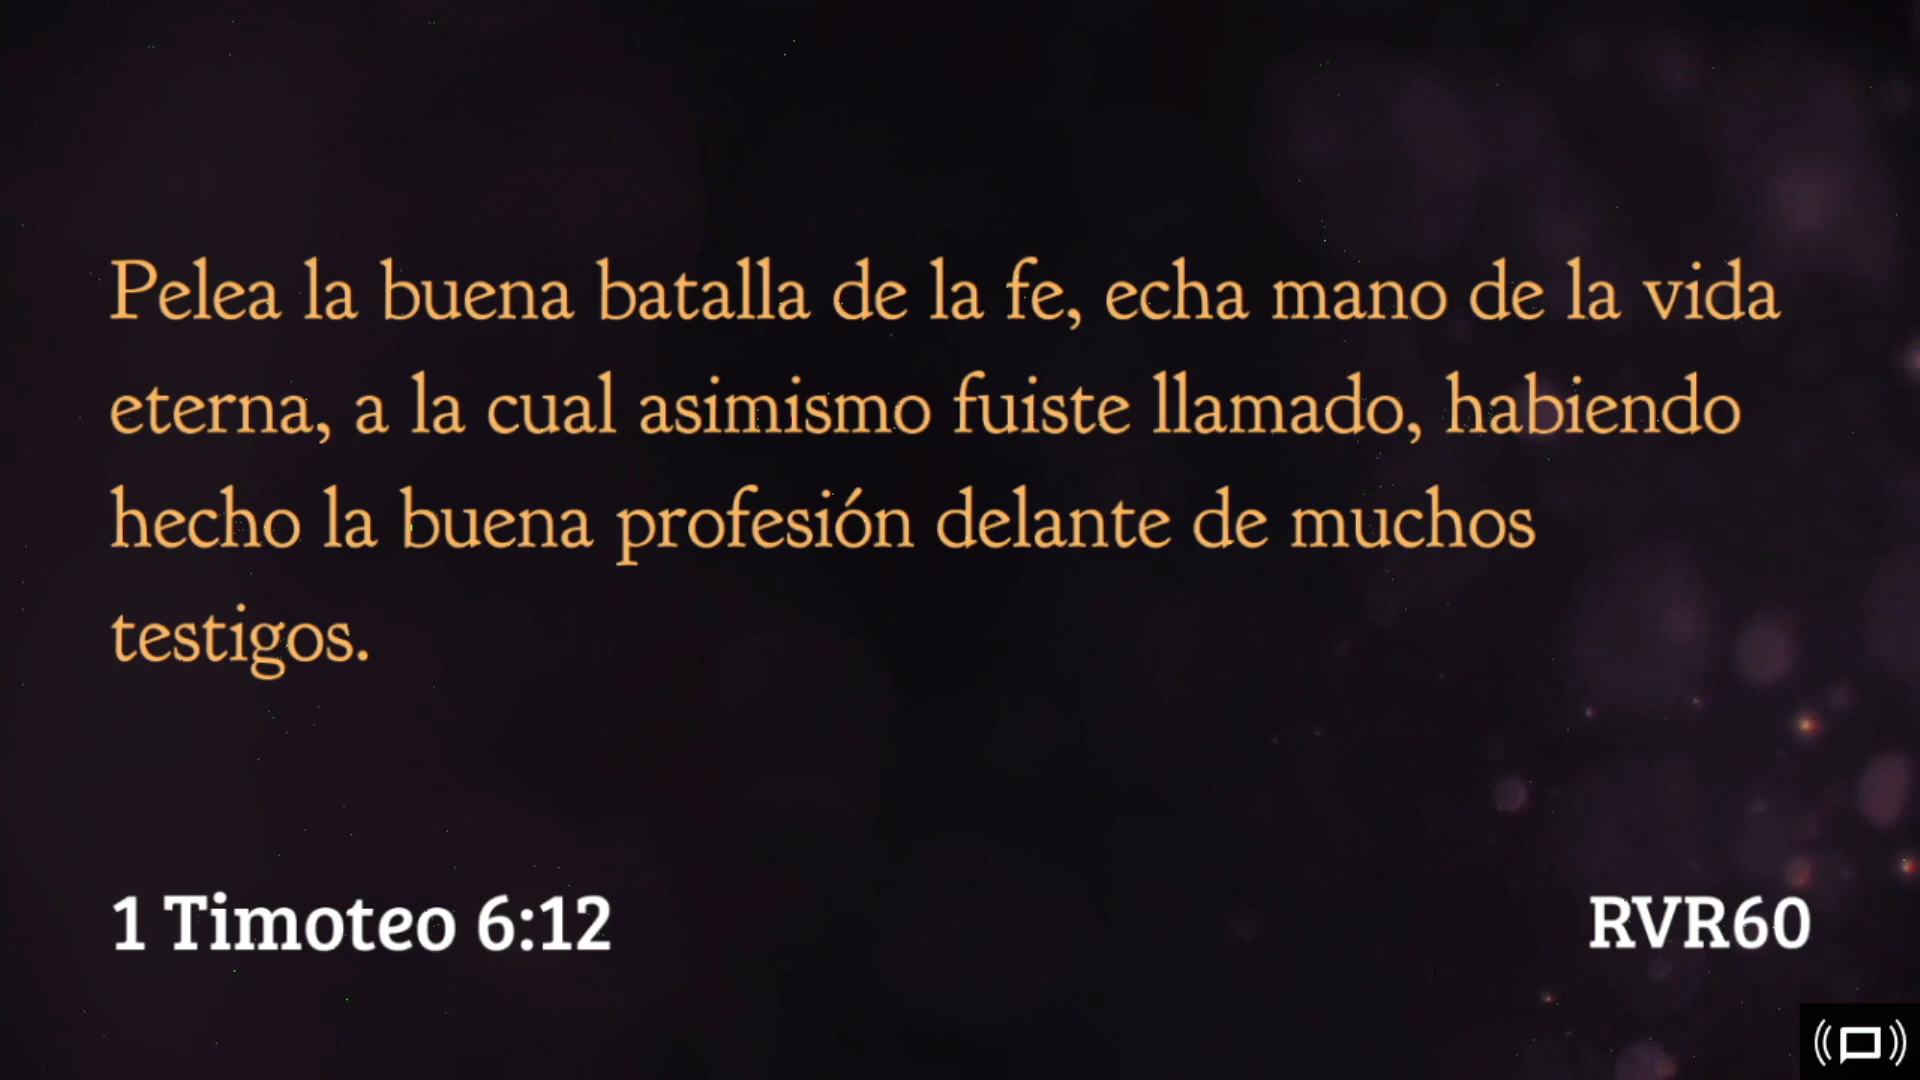 Pelea la buena batalla de la fe, echa mano de la vida
eterna, a la cual asimismo fuiste llamado, habiendo
hecho la buena profesión delante de muchos
testigos.
1 Timoteo 6:12
RVR60